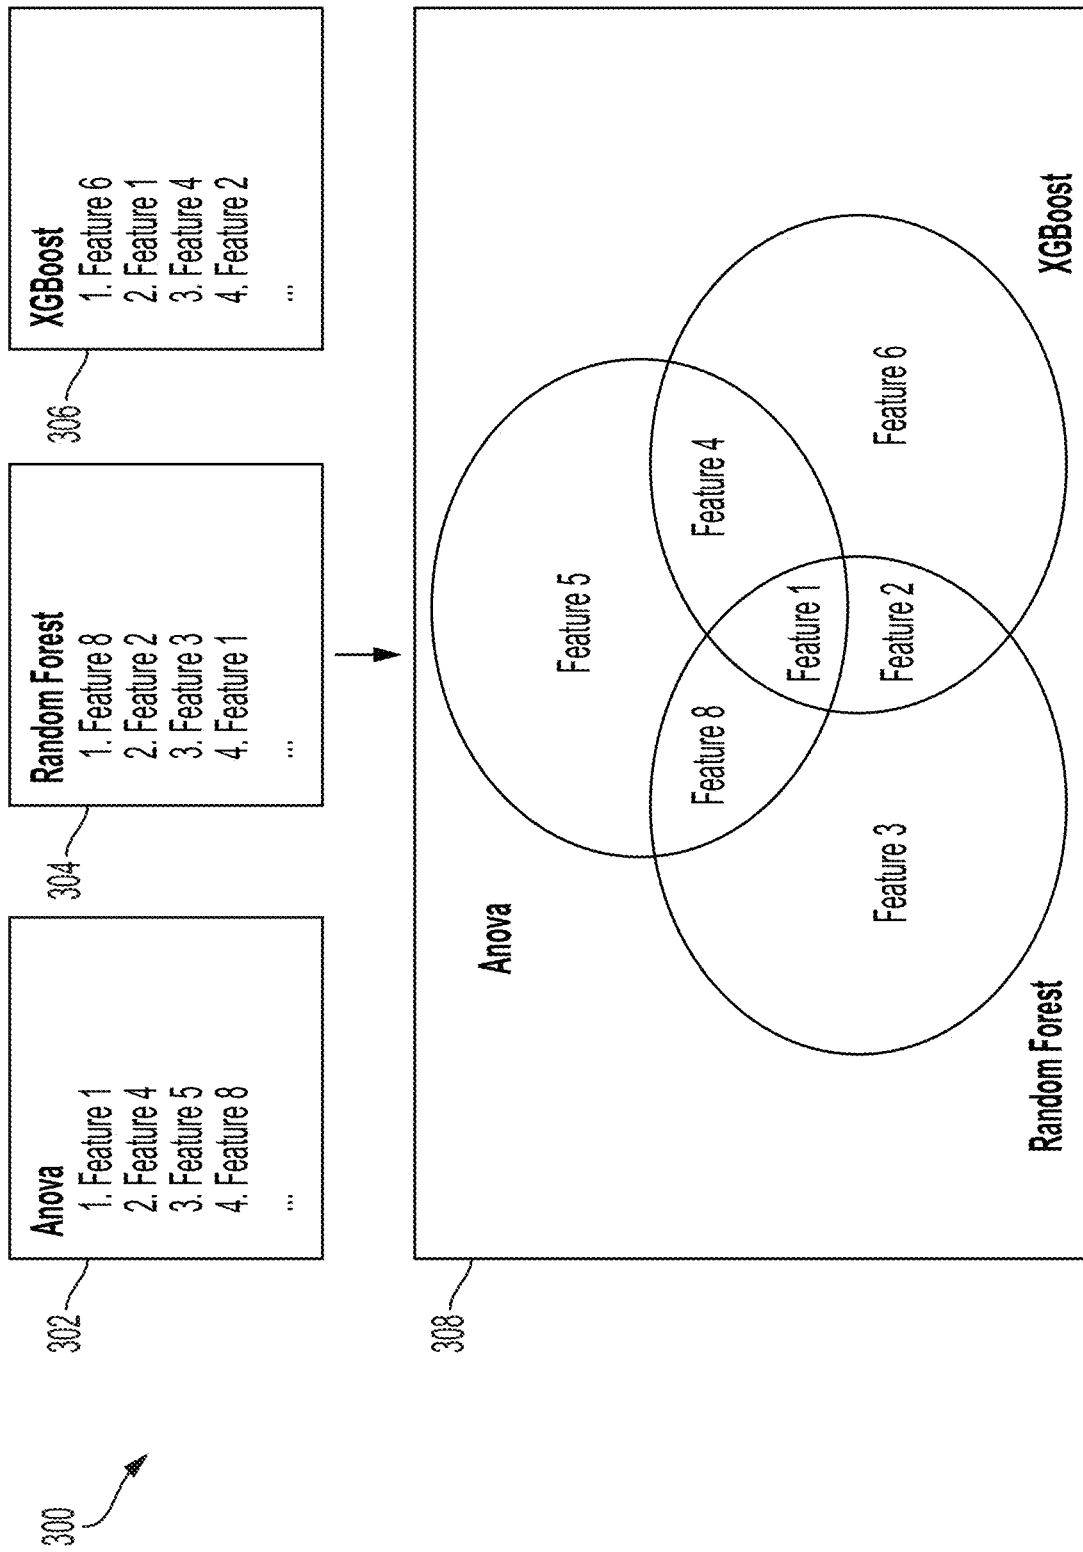 300
302
Anova
1. Feature 1
2. Feature 4
3. Feature 5
4. Feature 8
...
304
Random Forest
1. Feature 8
2. Feature 2
3. Feature 3
4. Feature 1
...
306
XGBoost
1. Feature 6
2. Feature 1
3. Feature 4
4. Feature 2
...
308
Anova
Feature 5
Feature 8
Feature 4
Feature 1
Feature 3
Feature 2
Feature 6
Random Forest
XGBoost